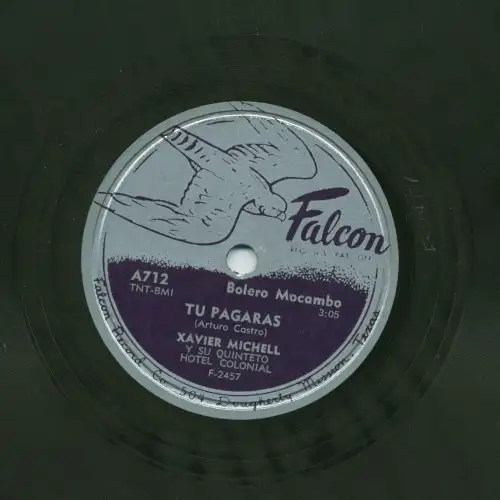 Falcon
REG. U.S. PAT. OFF.
A712
TNT-BMI
Bolero Mocambo
3:05
TU PAGARAS
(Arturo Castro)
XAVIER MICHELL
Y SU QUINTETO
HOTEL COLONIAL
F-2457
Falcon Record Co. 504 Dougherty Mission, Texas